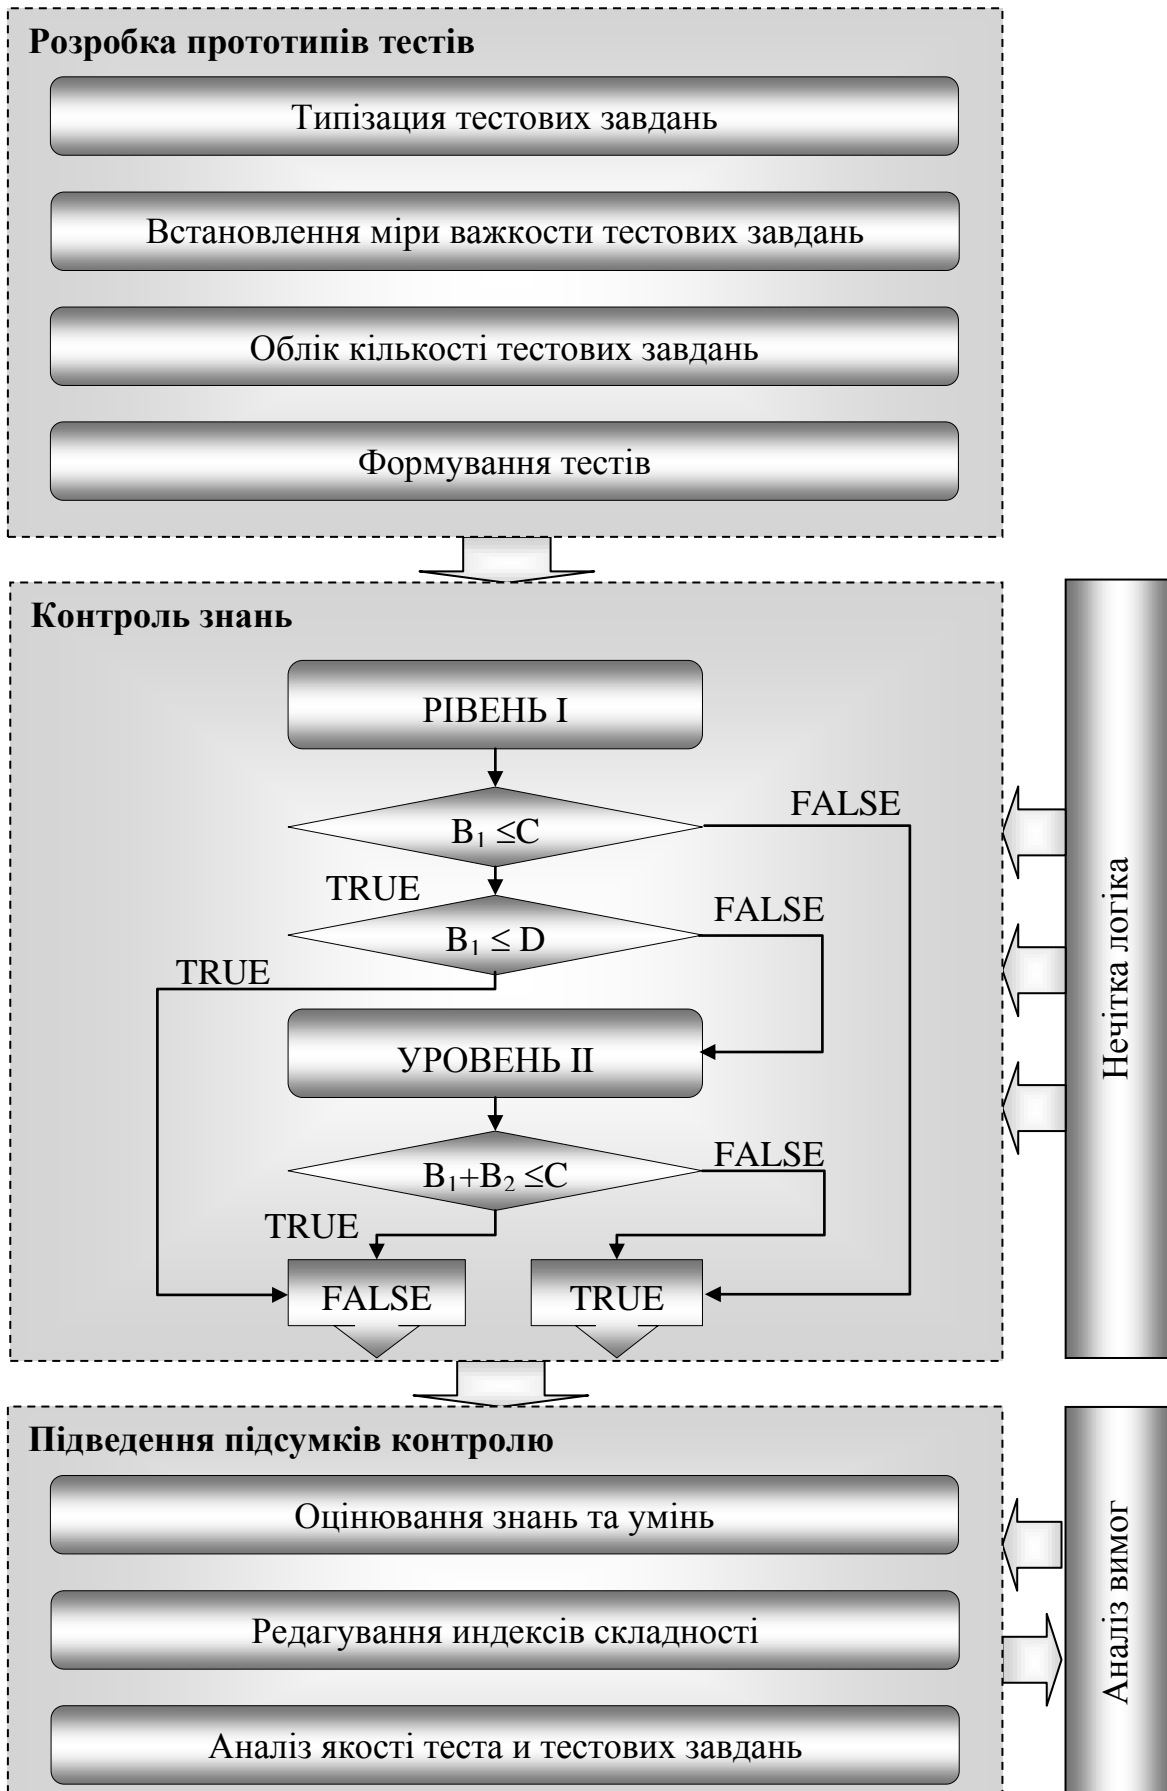 Розробка прототипів тестів
Типізация тестових завдань
Встановлення міри важкости тестових завдань
Облік кількості тестових завдань
Формування тестів
Контроль знань
РІВЕНЬ I
B₁ ≤C
FALSE
TRUE
B₁ ≤ D
FALSE
TRUE
УРОВЕНЬ II
B₁+B₂ ≤C
FALSE
TRUE
FALSE
TRUE
Нечітка логіка
Підведення підсумків контролю
Оцінювання знань та умінь
Редагування индексів складності
Аналіз якості теста и тестових завдань
Аналіз вимог